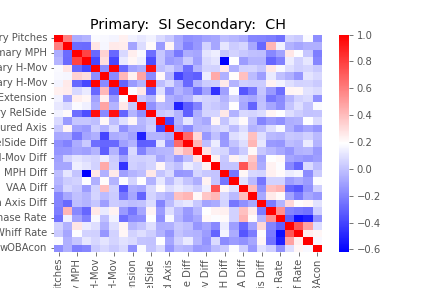 Primary: SI Secondary: CH
ry Pitches
mary MPH
ary H-Mov
ary H-Mov
Extension
ry RelSide
ured Axis
elSide Diff
H-Mov Diff
MPH Diff
VAA Diff
n Axis Diff
hase Rate
Whiff Rate
wOBAcon
1.0
0.8
0.6
0.4
0.2
0.0
−0.2
−0.4
−0.6
itches
y MPH
H-Mov
H-Mov
ension
elSide
d Axis
e Diff
ov Diff
H Diff
A Diff
is Diff
e Rate
f Rate
BAcon